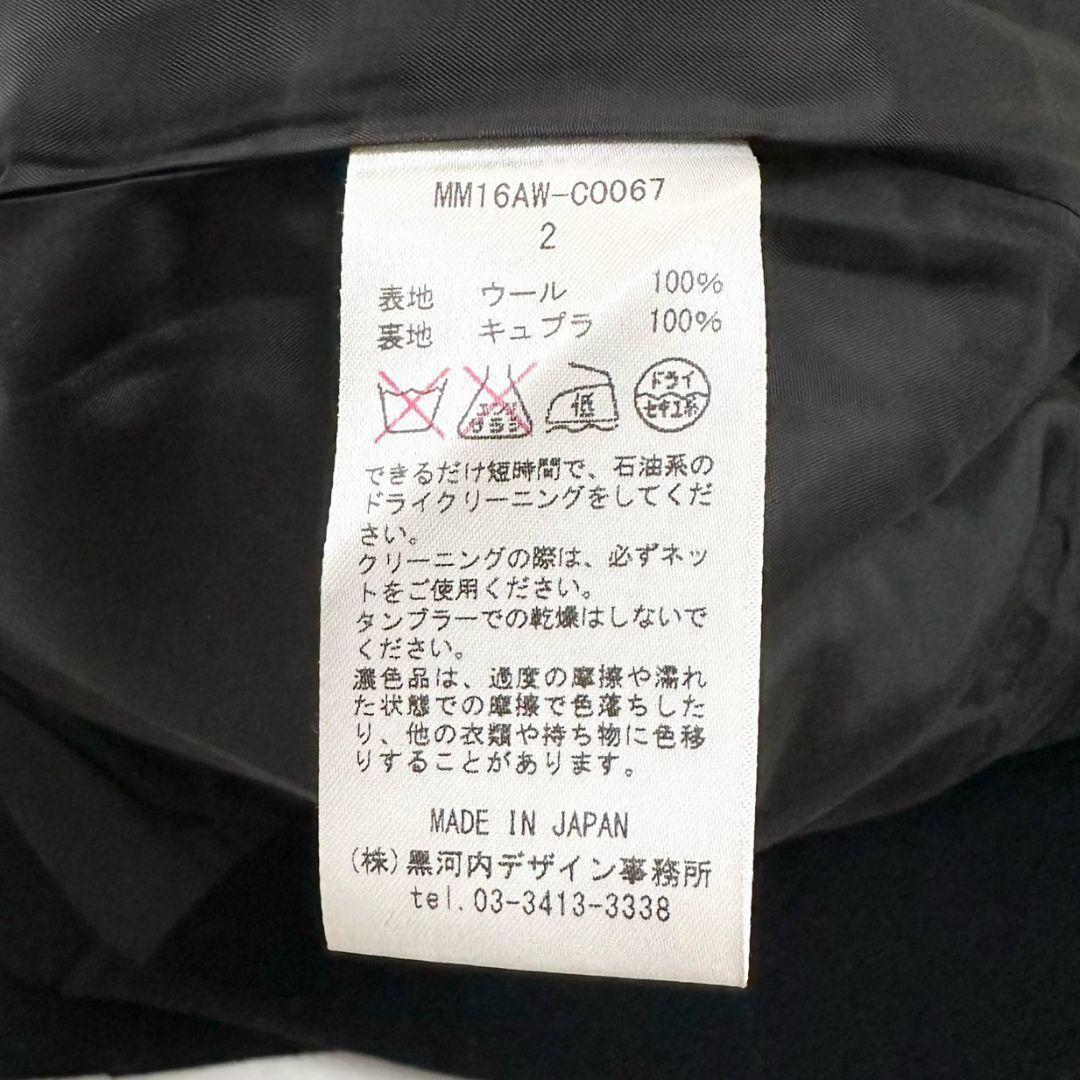 MM16AW-C0067
2
表地 ウール 100%
裏地 キュプラ 100%
エンソ サラシ 低 ドライ セキユ系
できるだけ短時間で、石油系の
ドライクリーニングをしてくだ
さい。
クリーニングの際は、必ずネッ
トをご使用ください。
タンブラーでの乾燥はしないで
ください。
濃色品は、過度の摩擦や濡れ
た状態での摩擦で色落ちした
り、他の衣類や持ち物に色移
りすることがあります。
MADE IN JAPAN
(株)黒河内デザイン事務所
tel.03-3413-3338